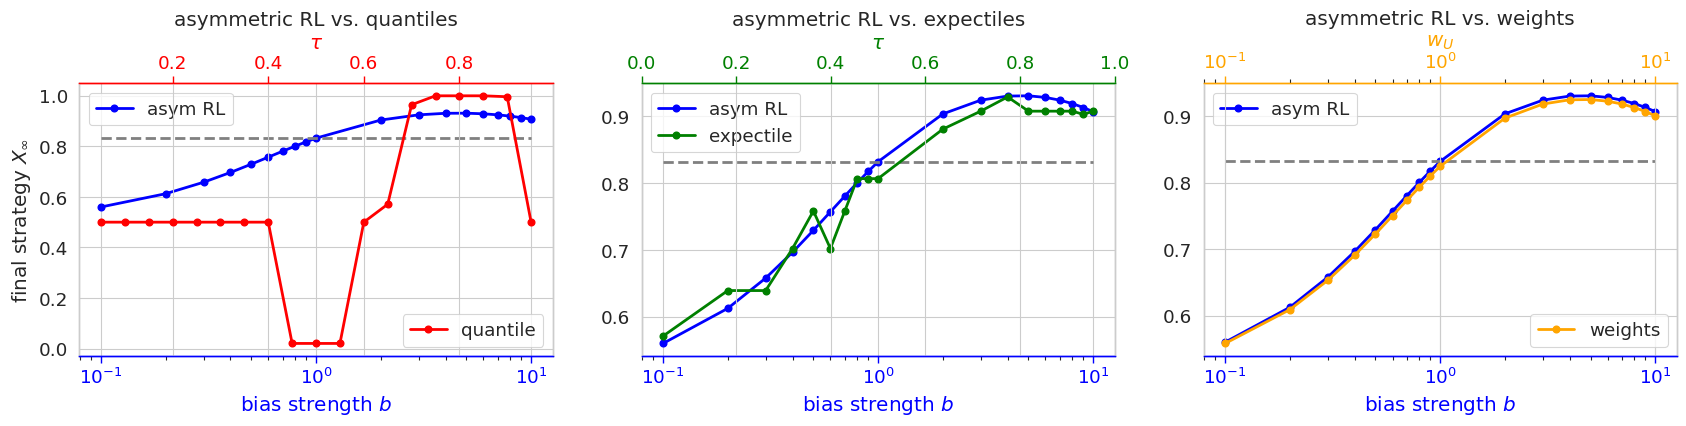 asymmetric RL vs. quantiles
τ
0.2 0.4 0.6 0.8
asym RL
quantile
1.0
0.8
0.6
0.4
0.2
0.0
final strategy X∞
10⁻¹ 10⁰ 10¹
bias strength b
asymmetric RL vs. expectiles
τ
0.0 0.2 0.4 0.6 0.8 1.0
asym RL
expectile
0.9
0.8
0.7
0.6
10⁻¹ 10⁰ 10¹
bias strength b
asymmetric RL vs. weights
w_U
10⁻¹ 10⁰ 10¹
asym RL
weights
0.9
0.8
0.7
0.6
10⁻¹ 10⁰ 10¹
bias strength b